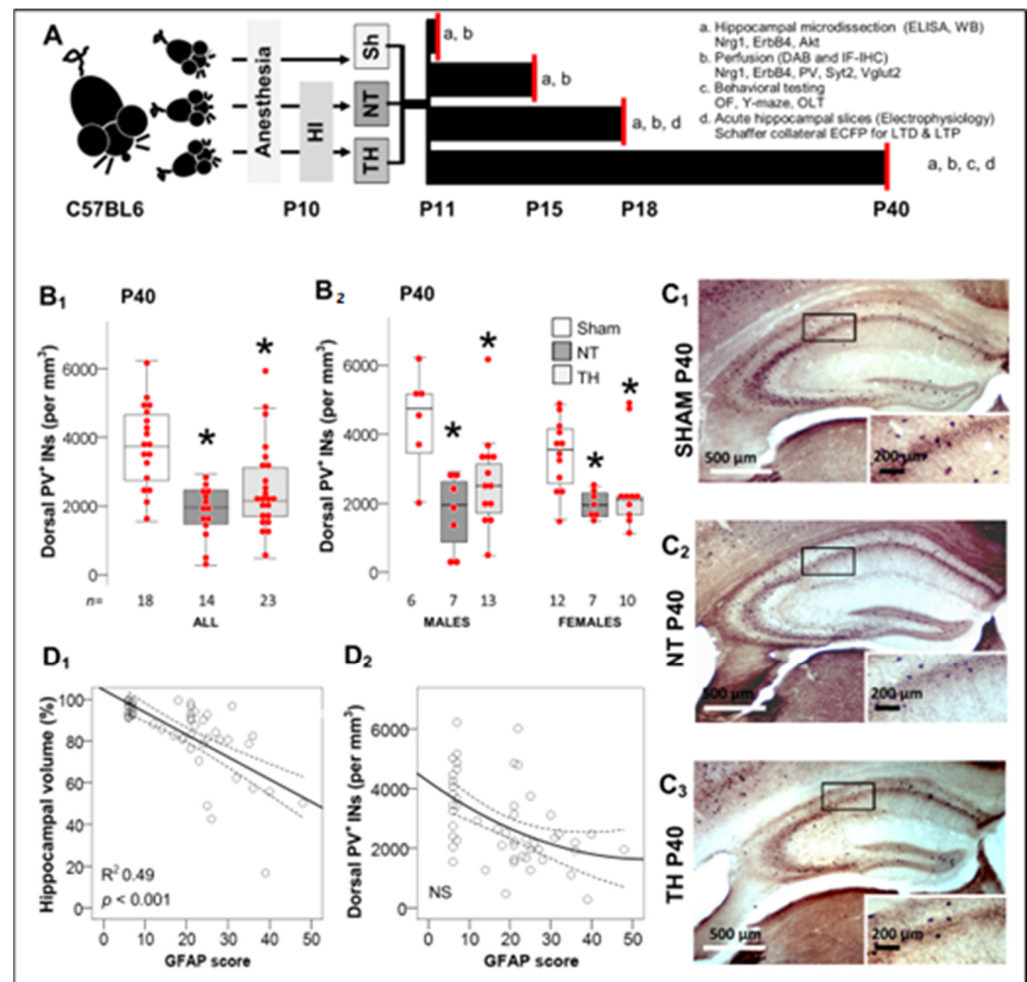 A
Anesthesia
HI
Sh
NT
TH
a, b
a, b
a, b, d
a, b, c, d
a. Hippocampal microdissection (ELISA, WB)
Nrg1, ErbB4, Akt
b. Perfusion (DAB and IF-IHC)
Nrg1, ErbB4, PV, Syt2, Vglut2
c. Behavioral testing
OF, Y-maze, OLT
d. Acute hippocampal slices (Electrophysiology)
Schaffer collateral ECFP for LTD & LTP
C57BL6 P10 P11 P15 P18 P40
B1 P40
Dorsal PV+ INs (per mm3)
6000
4000
2000
0
*
*
n= 18 14 23
ALL
B2 P40
Dorsal PV+ INs (per mm3)
6000
4000
2000
0
Sham
NT
TH
*
*
*
*
6 7 13 12 7 10
MALES FEMALES
C1
SHAM P40
500 µm
200 µm
C2
NT P40
500 µm
200 µm
C3
TH P40
500 µm
200 µm
D1
Hippocampal volume (%)
100
80
60
40
20
0
R2 0.49
p < 0.001
0 10 20 30 40 50
GFAP score
D2
Dorsal PV+ INs (per mm3)
6000
4000
2000
0
NS
0 10 20 30 40 50
GFAP score